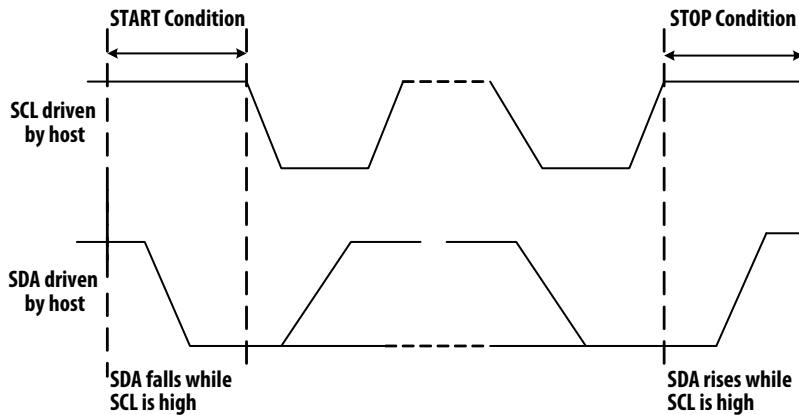 START Condition
STOP Condition
SCL driven
by host
SDA driven
by host
SDA falls while
SCL is high
SDA rises while
SCL is high